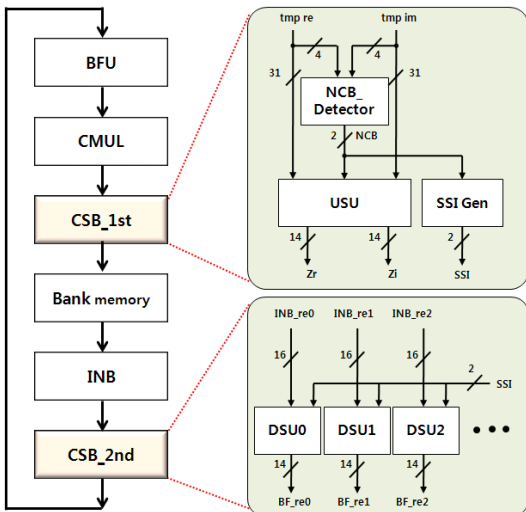 BFU
CMUL
CSB_1st
Bank memory
INB
CSB_2nd
tmp re
tmp im
4
4
31
31
NCB_
Detector
2
NCB
USU
SSI Gen
14
14
2
Zr
Zi
SSI
INB_re0
INB_re1
INB_re2
16
16
16
2
SSI
DSU0
DSU1
DSU2
14
14
14
BF_re0
BF_re1
BF_re2